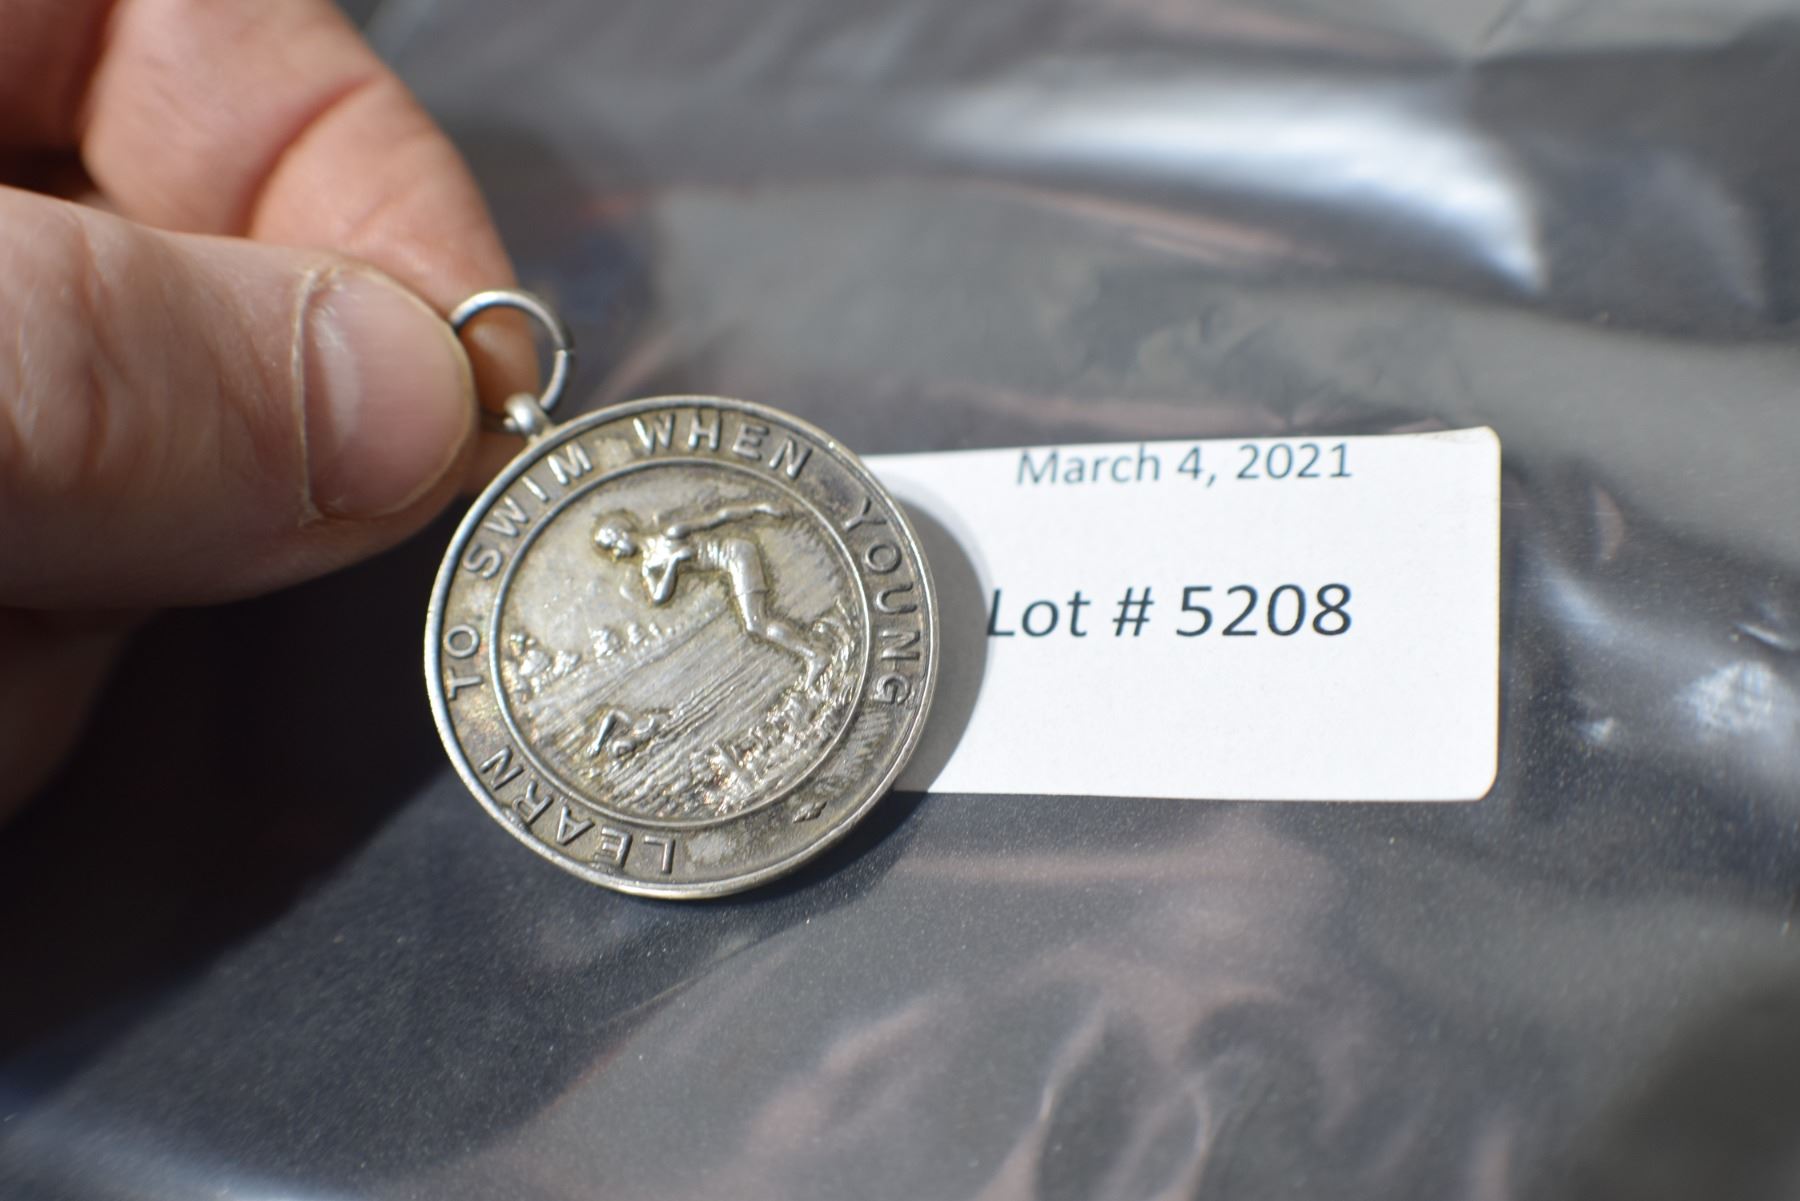 LEARN TO SWIM WHEN YOUNG
March 4, 2021
Lot # 5208